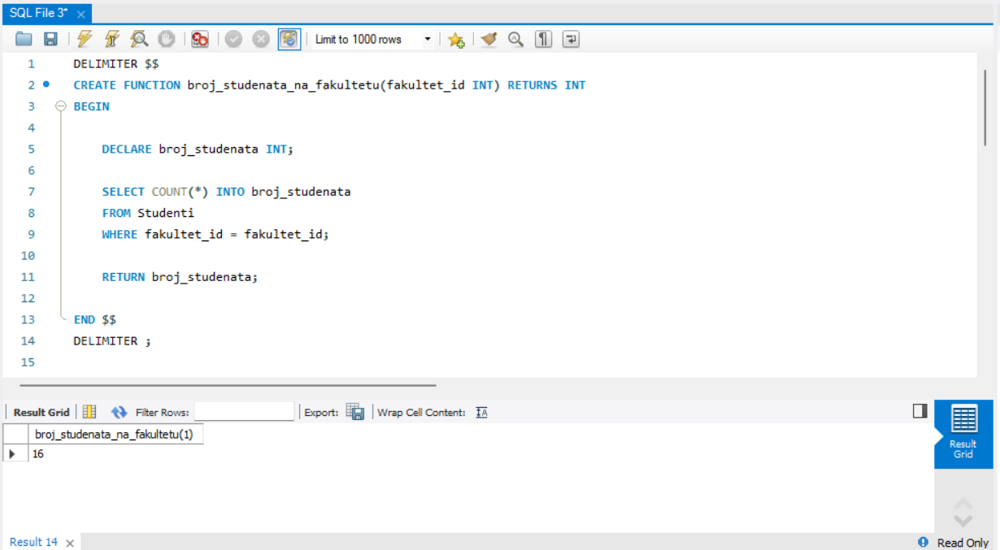 SQL File 3*
Limit to 1000 rows
1 DELIMITER $$
2 CREATE FUNCTION broj_studenata_na_fakultetu(fakultet_id INT) RETURNS INT
3 BEGIN
4
5 DECLARE broj_studenata INT;
6
7 SELECT COUNT(*) INTO broj_studenata
8 FROM Studenti
9 WHERE fakultet_id = fakultet_id;
10
11 RETURN broj_studenata;
12
13 END $$
14 DELIMITER ;
15
Result Grid Filter Rows: Export: Wrap Cell Content:
broj_studenata_na_fakultetu(1)
16
Result
Grid
Result 14 Read Only